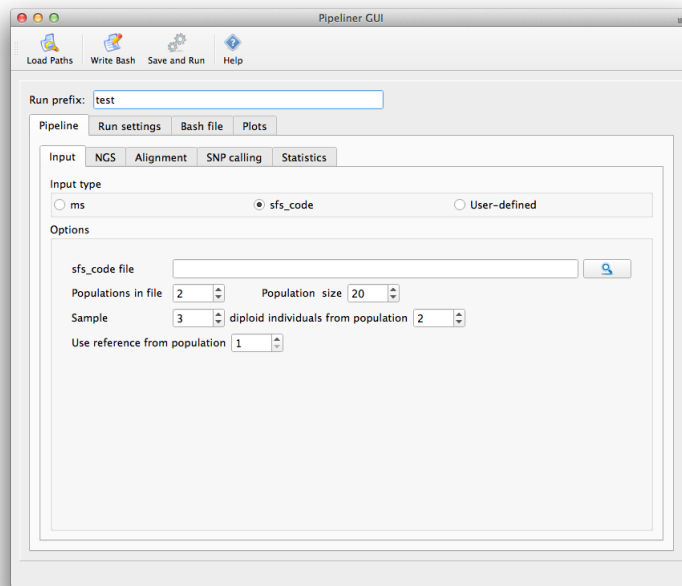 Pipeliner GUI
Load Paths Write Bash Save and Run Help
Run prefix: test
Pipeline Run settings Bash file Plots
Input NGS Alignment SNP calling Statistics
Input type
ms sfs_code User-defined
Options
sfs_code file
Populations in file 2 Population size 20
Sample 3 diploid individuals from population 2
Use reference from population 1